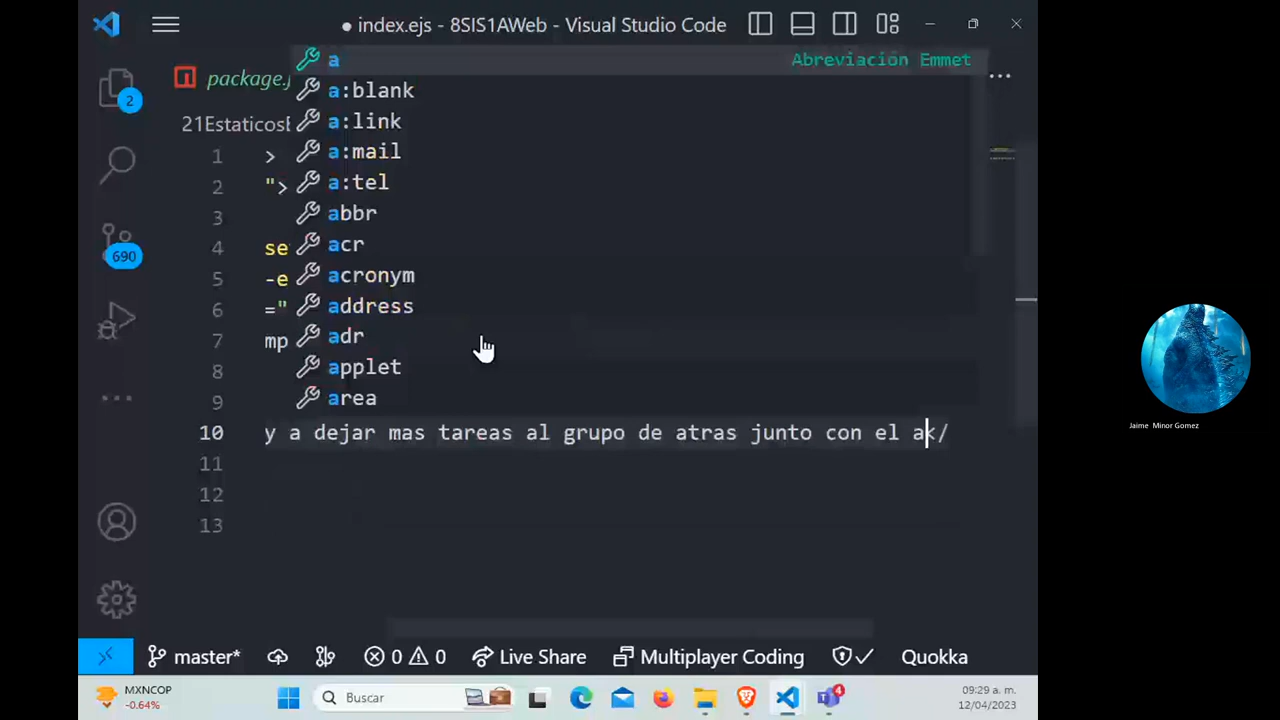 ● index.ejs - 8SIS1AWeb - Visual Studio Code
a Abreviación Emmet
package.j
a:blank
21Estaticos
a:link
1 >
a:mail
2 ">
a:tel
3
abbr
4 se
acr
5 -e
acronym
6 ="
address
7 mp
adr
8
applet
9
area
10 y a dejar mas tareas al grupo de atras junto con el a</
11
12
13
2
690
master* 0 0 Live Share Multiplayer Coding Quokka
MXNCOP
-0.64%
Buscar
4
09:29 a. m.
12/04/2023
Jaime Minor Gomez